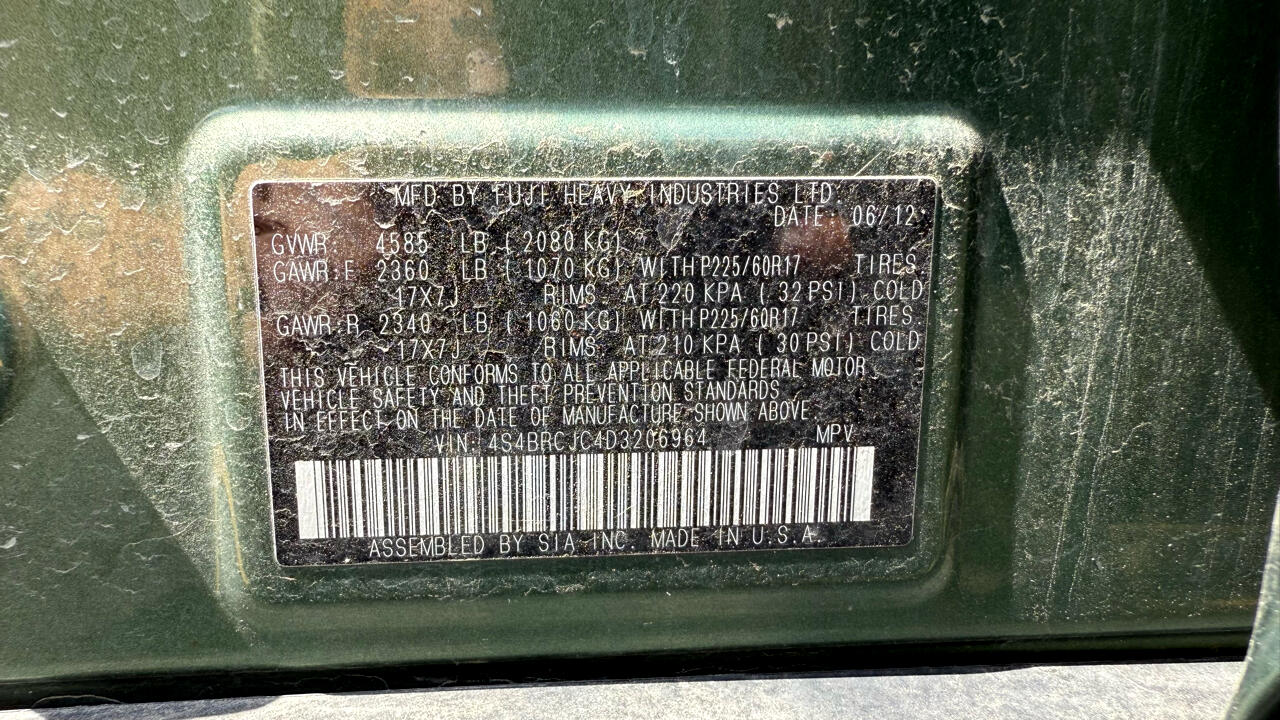 MFD BY FUJI HEAVY INDUSTRIES LTD.
DATE: 06/12
GVWR: 4585 LB ( 2080 KG)
GAWR:F 2360 LB ( 1070 KG) WITH P225/60R17 TIRES,
17X7J RIMS, AT 220 KPA ( 32 PSI) COLD
GAWR:R 2340 LB ( 1060 KG) WITH P225/60R17 TIRES,
17X7J RIMS, AT 210 KPA ( 30 PSI) COLD
THIS VEHICLE CONFORMS TO ALL APPLICABLE FEDERAL MOTOR
VEHICLE SAFETY AND THEFT PREVENTION STANDARDS
IN EFFECT ON THE DATE OF MANUFACTURE SHOWN ABOVE.
VIN: 4S4BRCJC4D3206964 MPV
ASSEMBLED BY SIA INC. MADE IN U.S.A.